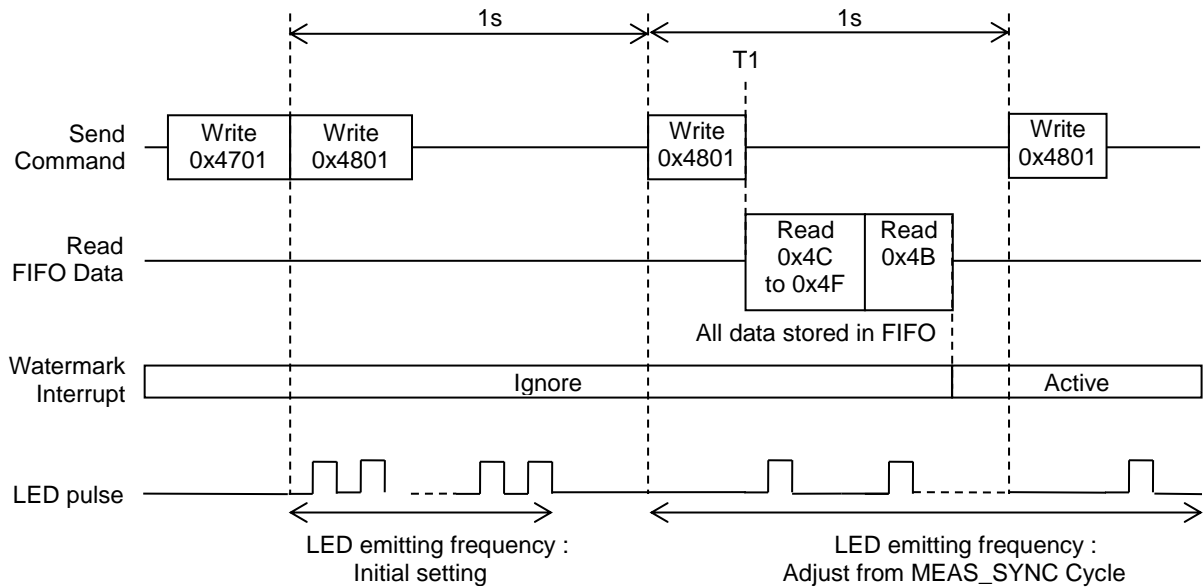 1s
1s
T1
Send
Command
Write
0x4701
Write
0x4801
Write
0x4801
Write
0x4801
Read
FIFO Data
Read
0x4C
to 0x4F
Read
0x4B
All data stored in FIFO
Watermark
Interrupt
Ignore
Active
LED pulse
LED emitting frequency :
Initial setting
LED emitting frequency :
Adjust from MEAS_SYNC Cycle